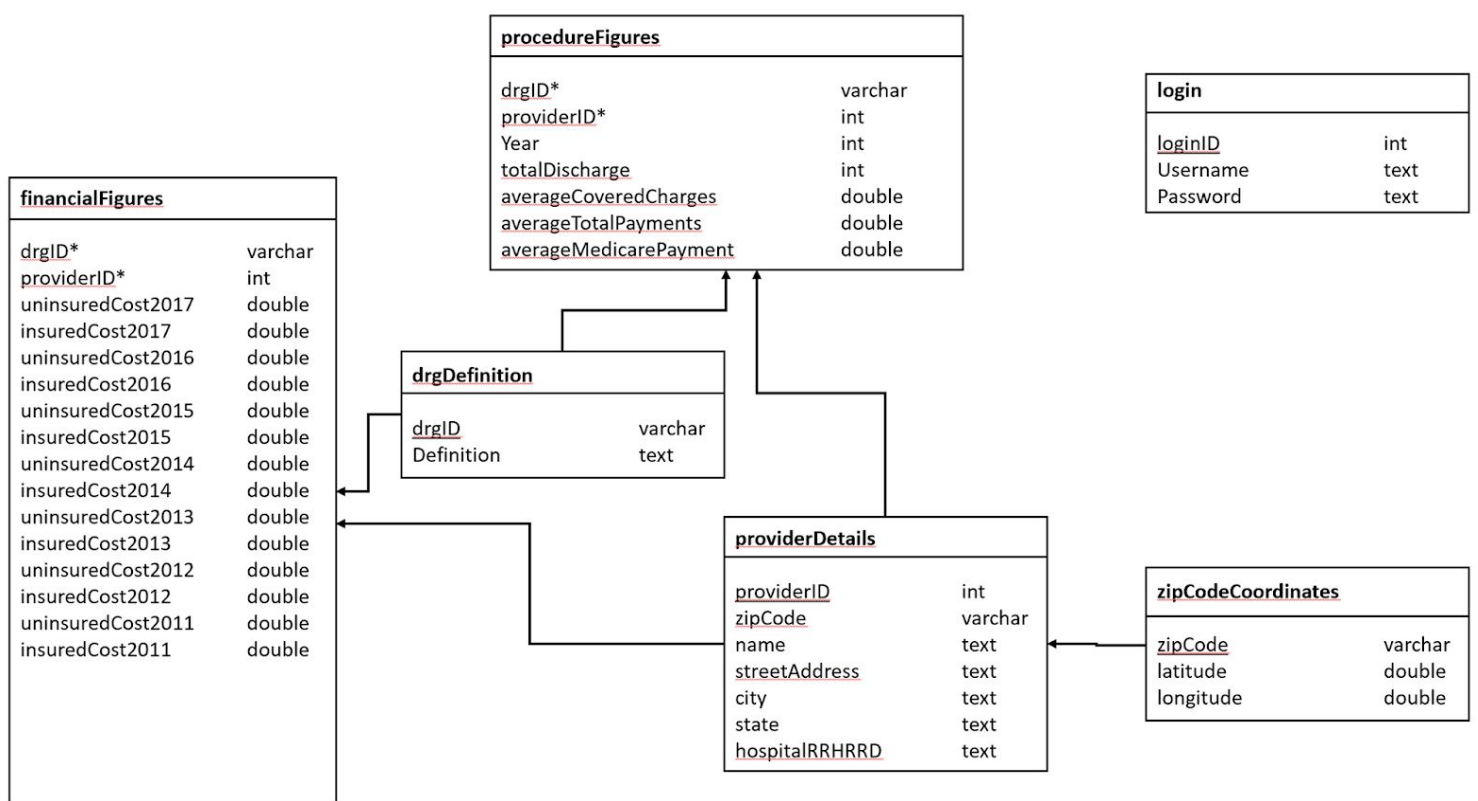 procedureFigures
drgID* varchar
providerID* int
Year int
totalDischarge int
averageCoveredCharges double
averageTotalPayments double
averageMedicarePayment double
login
loginID int
Username text
Password text
financialFigures
drgID* varchar
providerID* int
uninsuredCost2017 double
insuredCost2017 double
uninsuredCost2016 double
insuredCost2016 double
uninsuredCost2015 double
insuredCost2015 double
uninsuredCost2014 double
insuredCost2014 double
uninsuredCost2013 double
insuredCost2013 double
uninsuredCost2012 double
insuredCost2012 double
uninsuredCost2011 double
insuredCost2011 double
drgDefinition
drgID varchar
Definition text
providerDetails
providerID int
zipCode varchar
name text
streetAddress text
city text
state text
hospitalRRHRRD text
zipCodeCoordinates
zipCode varchar
latitude double
longitude double